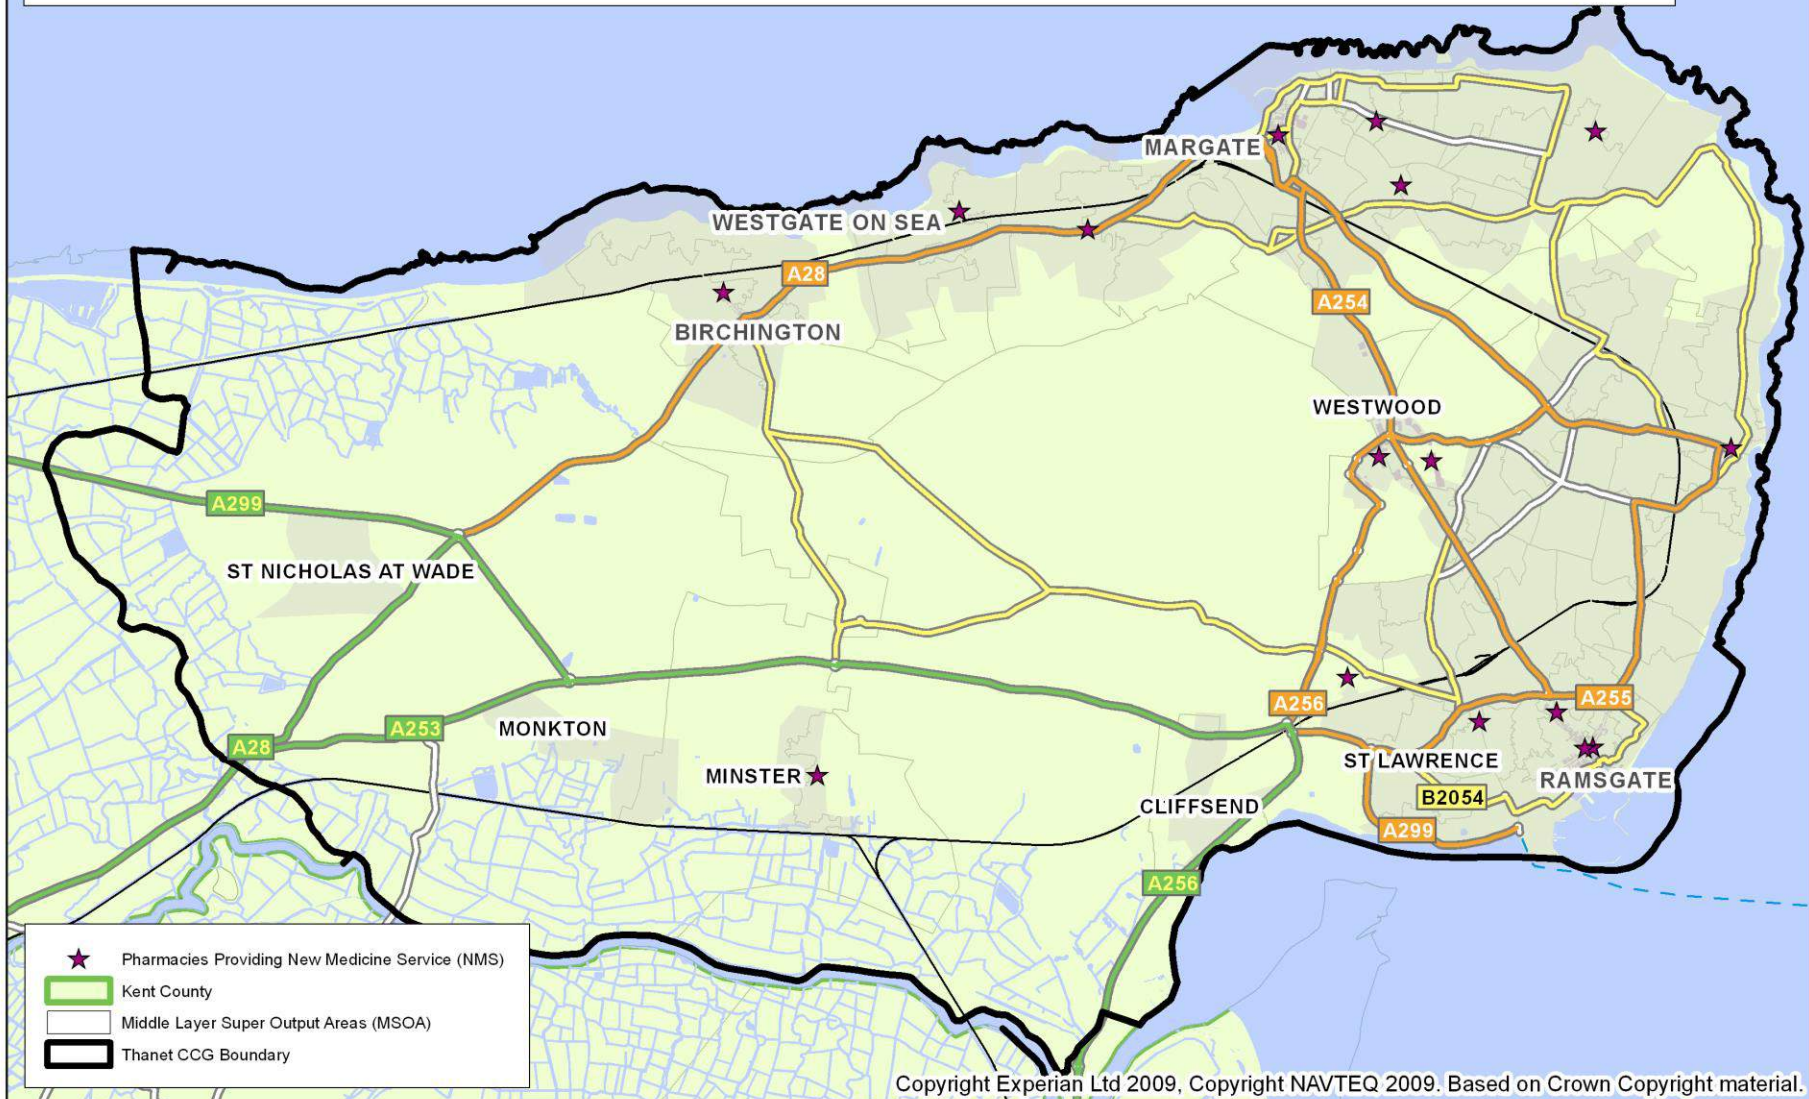 MARGATE
WESTGATE ON SEA
A28
A254
BIRCHINGTON
WESTWOOD
A299
ST NICHOLAS AT WADE
A256
A255
A253
MONKTON
A28
ST LAWRENCE
MINSTER
RAMSGATE
B2054
CLIFFSEND
A299
A256
Pharmacies Providing New Medicine Service (NMS)
Kent County
Middle Layer Super Output Areas (MSOA)
Thanet CCG Boundary
Copyright Experian Ltd 2009, Copyright NAVTEQ 2009. Based on Crown Copyright material.